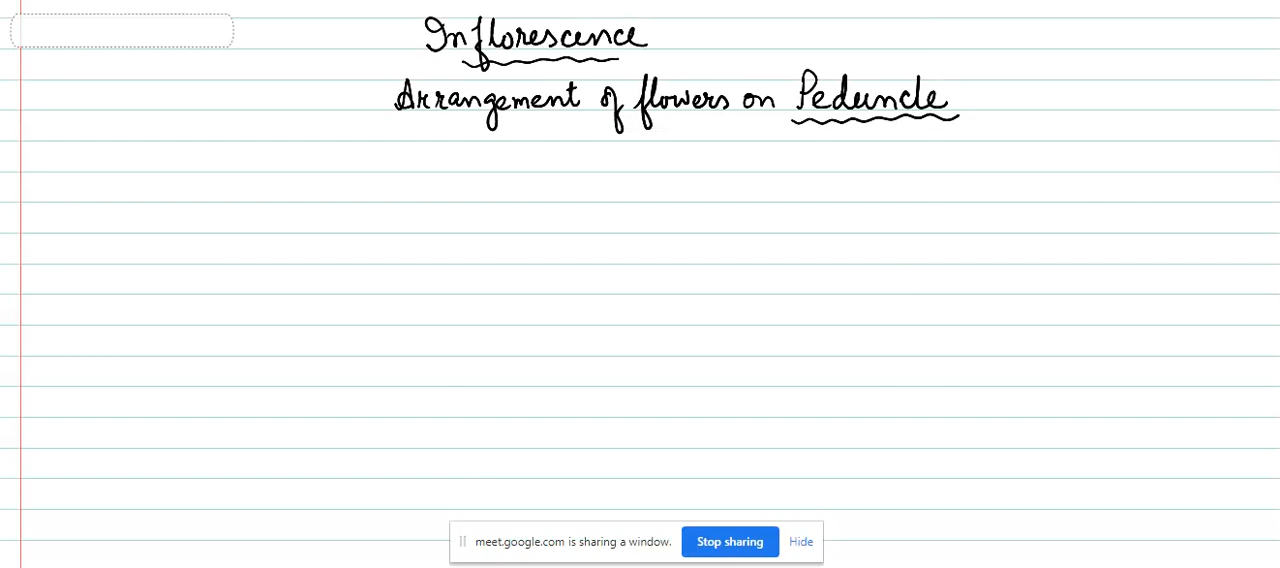 Inflorescence
Arrangement of flowers on Peduncle
meet.google.com is sharing a window. Stop sharing Hide